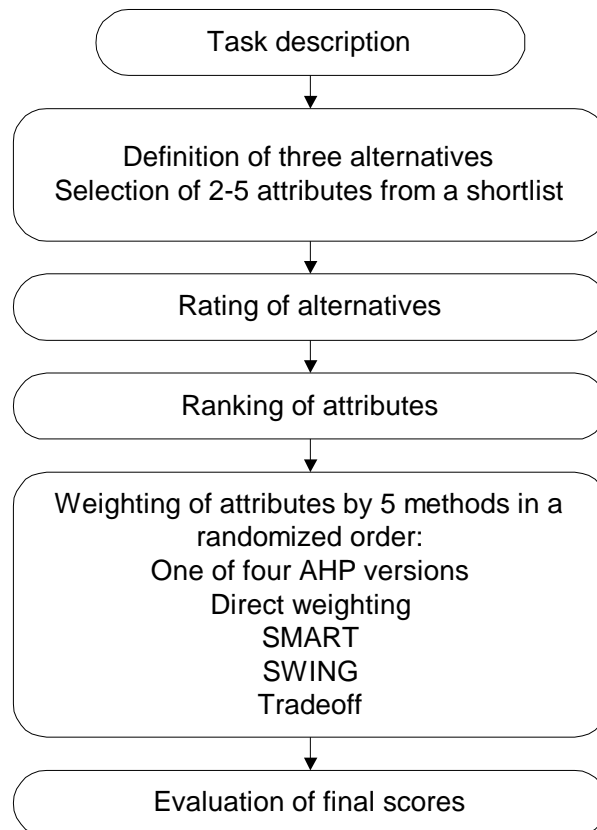 Task description
Definition of three alternatives
Selection of 2-5 attributes from a shortlist
Rating of alternatives
Ranking of attributes
Weighting of attributes by 5 methods in a
randomized order:
One of four AHP versions
Direct weighting
SMART
SWING
Tradeoff
Evaluation of final scores